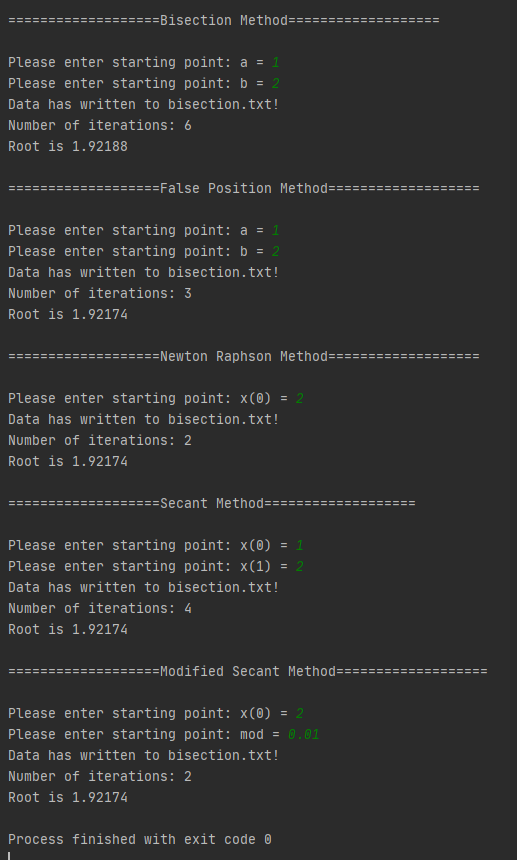 ===================Bisection Method===================
Please enter starting point: a = 1
Please enter starting point: b = 2
Data has written to bisection.txt!
Number of iterations: 6
Root is 1.92188
===================False Position Method===================
Please enter starting point: a = 1
Please enter starting point: b = 2
Data has written to bisection.txt!
Number of iterations: 3
Root is 1.92174
===================Newton Raphson Method===================
Please enter starting point: x(0) = 2
Data has written to bisection.txt!
Number of iterations: 2
Root is 1.92174
===================Secant Method===================
Please enter starting point: x(0) = 1
Please enter starting point: x(1) = 2
Data has written to bisection.txt!
Number of iterations: 4
Root is 1.92174
===================Modified Secant Method===================
Please enter starting point: x(0) = 2
Please enter starting point: mod = 0.01
Data has written to bisection.txt!
Number of iterations: 2
Root is 1.92174
Process finished with exit code 0